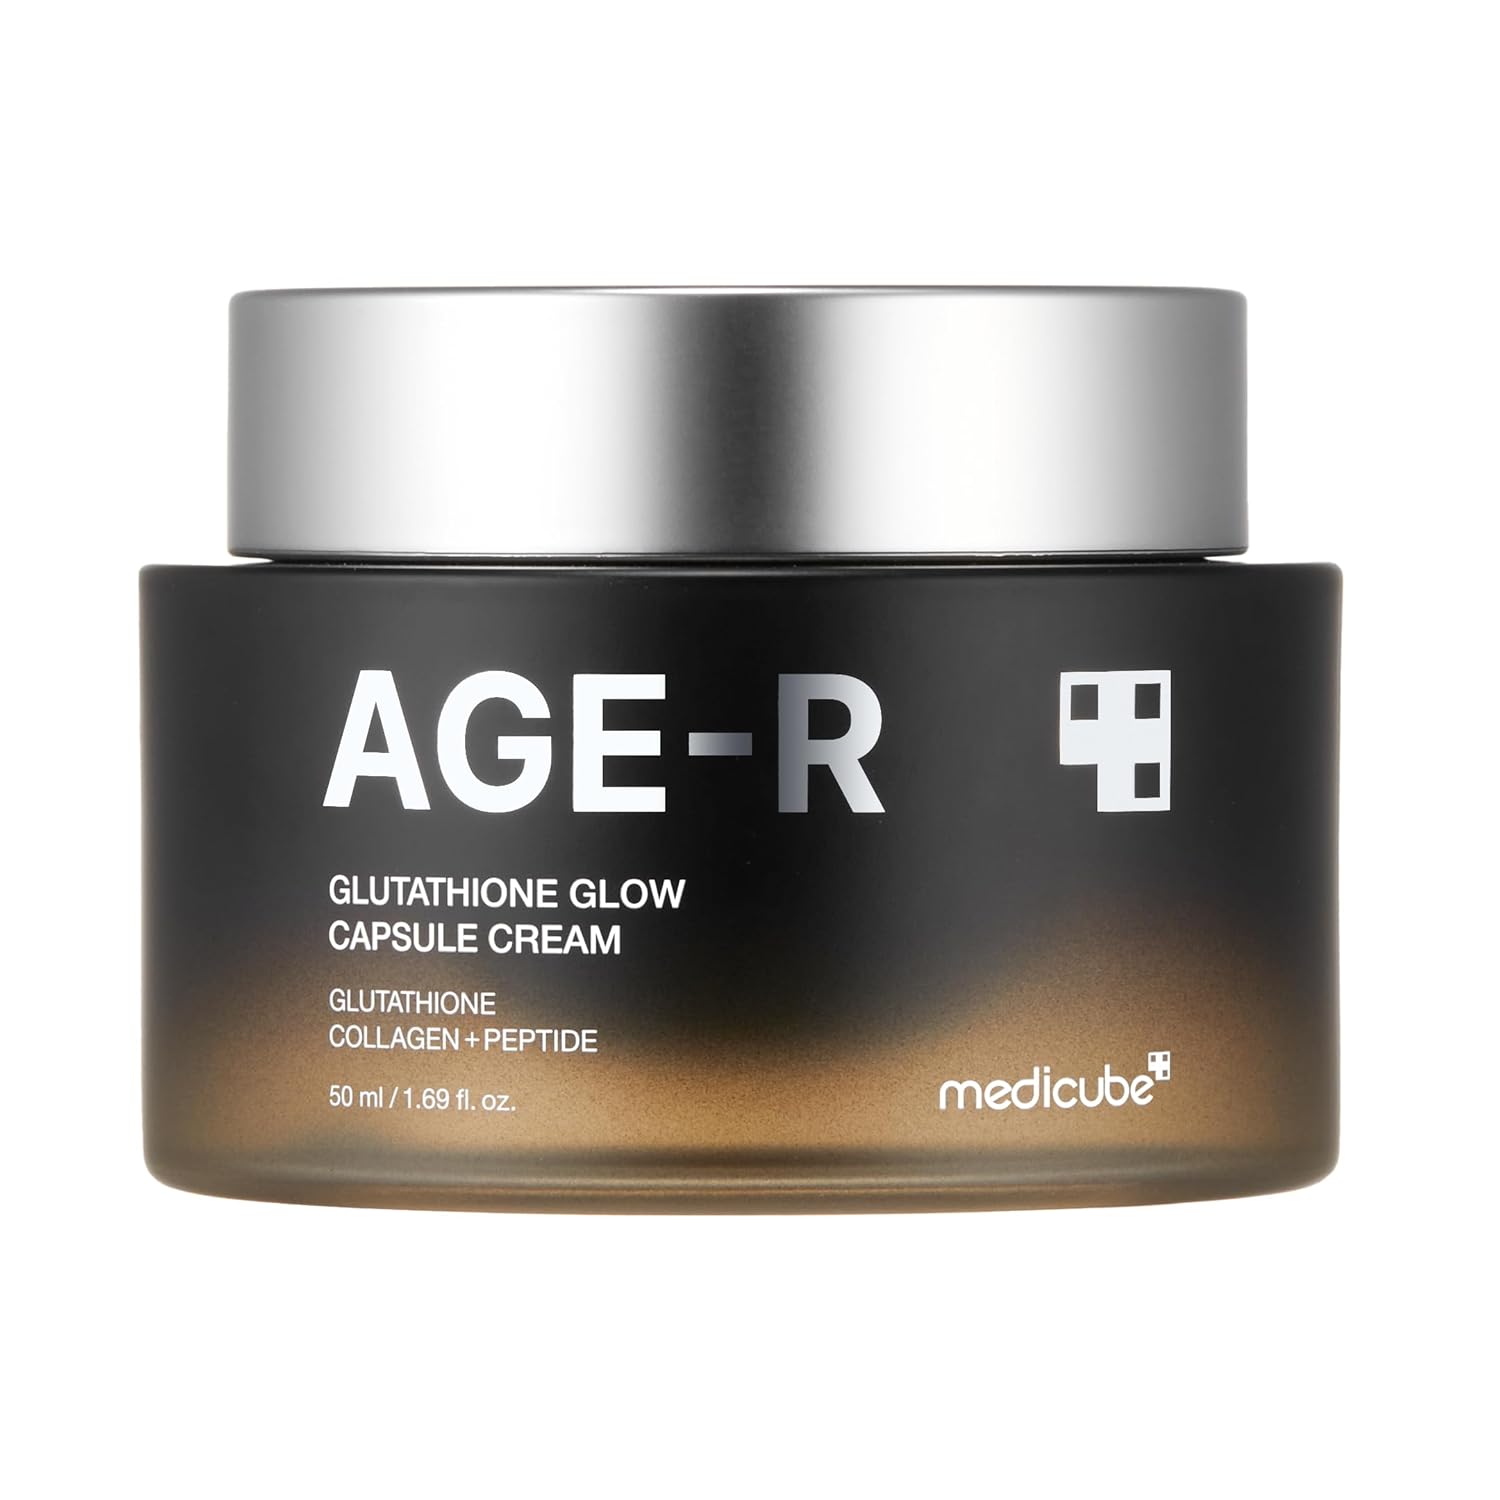 AGE-R
GLUTATHIONE GLOW
CAPSULE CREAM
GLUTATHIONE
COLLAGEN+PEPTIDE
50 ml / 1.69 fl. oz.
medicube